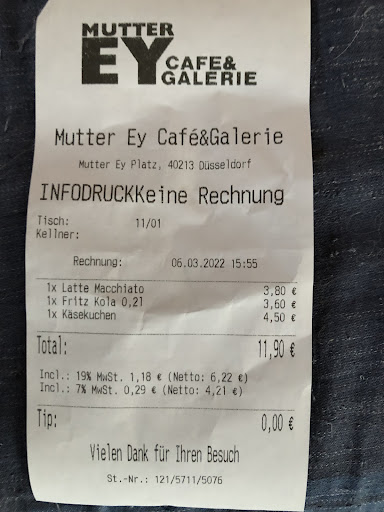 MUTTER
EY CAFE&
GALERIE
Mutter Ey Café&Galerie
Mutter Ey Platz, 40213 Düsseldorf
INFODRUCKKeine Rechnung
Tisch: 11/01
Kellner:
Rechnung: 06.03.2022 15:55
1x Latte Macchiato 3,80 €
1x Fritz Kola 0,2l 3,60 €
1x Käsekuchen 4,50 €
Total: 11,90 €
Incl.: 19% MwSt. 1,18 € (Netto: 6,22 €)
Incl.: 7% MwSt. 0,29 € (Netto: 4,21 €)
Tip: 0,00 €
Vielen Dank für Ihren Besuch
St.-Nr.: 121/5711/5076